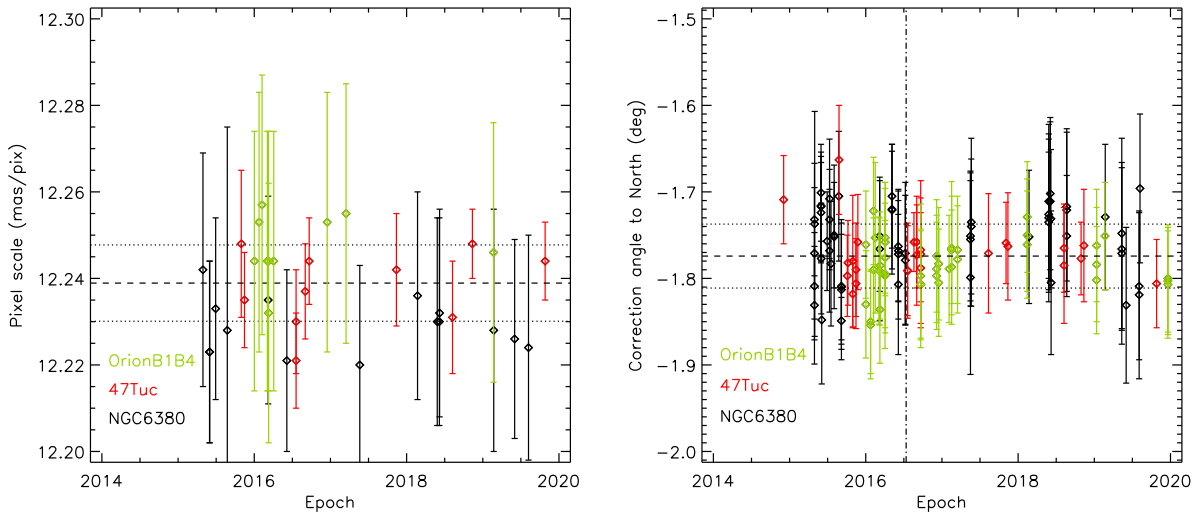 12.30
12.28
12.26
12.24
12.22
12.20
Pixel scale (mas/pix)
OrionB1B4
47Tuc
NGC6380
2014
2016
2018
2020
Epoch
−1.5
−1.6
−1.7
−1.8
−1.9
−2.0
Correction angle to North (deg)
OrionB1B4
47Tuc
NGC6380
2014
2016
2018
2020
Epoch